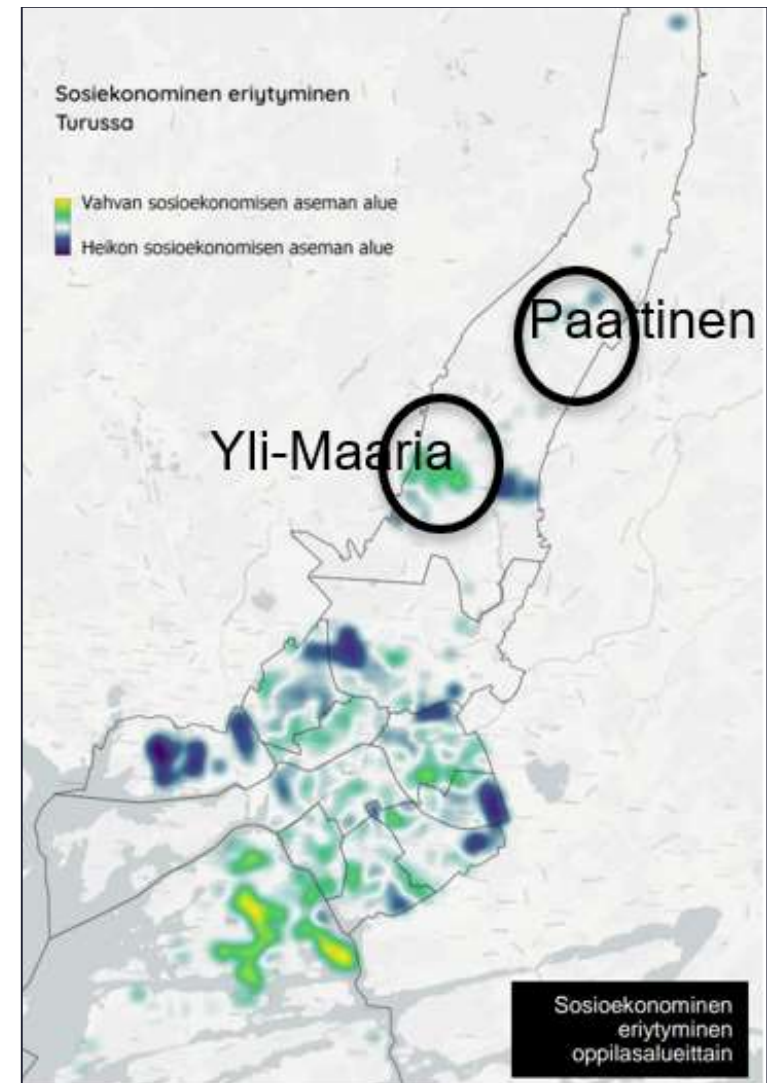 Sosiekonominen eriytyminen
Turussa
Vahvan sosioekonomisen aseman alue
Heikon sosioekonomisen aseman alue
Paattinen
Yli-Maaria
Sosioekonominen
eriytyminen
oppilasalueittain